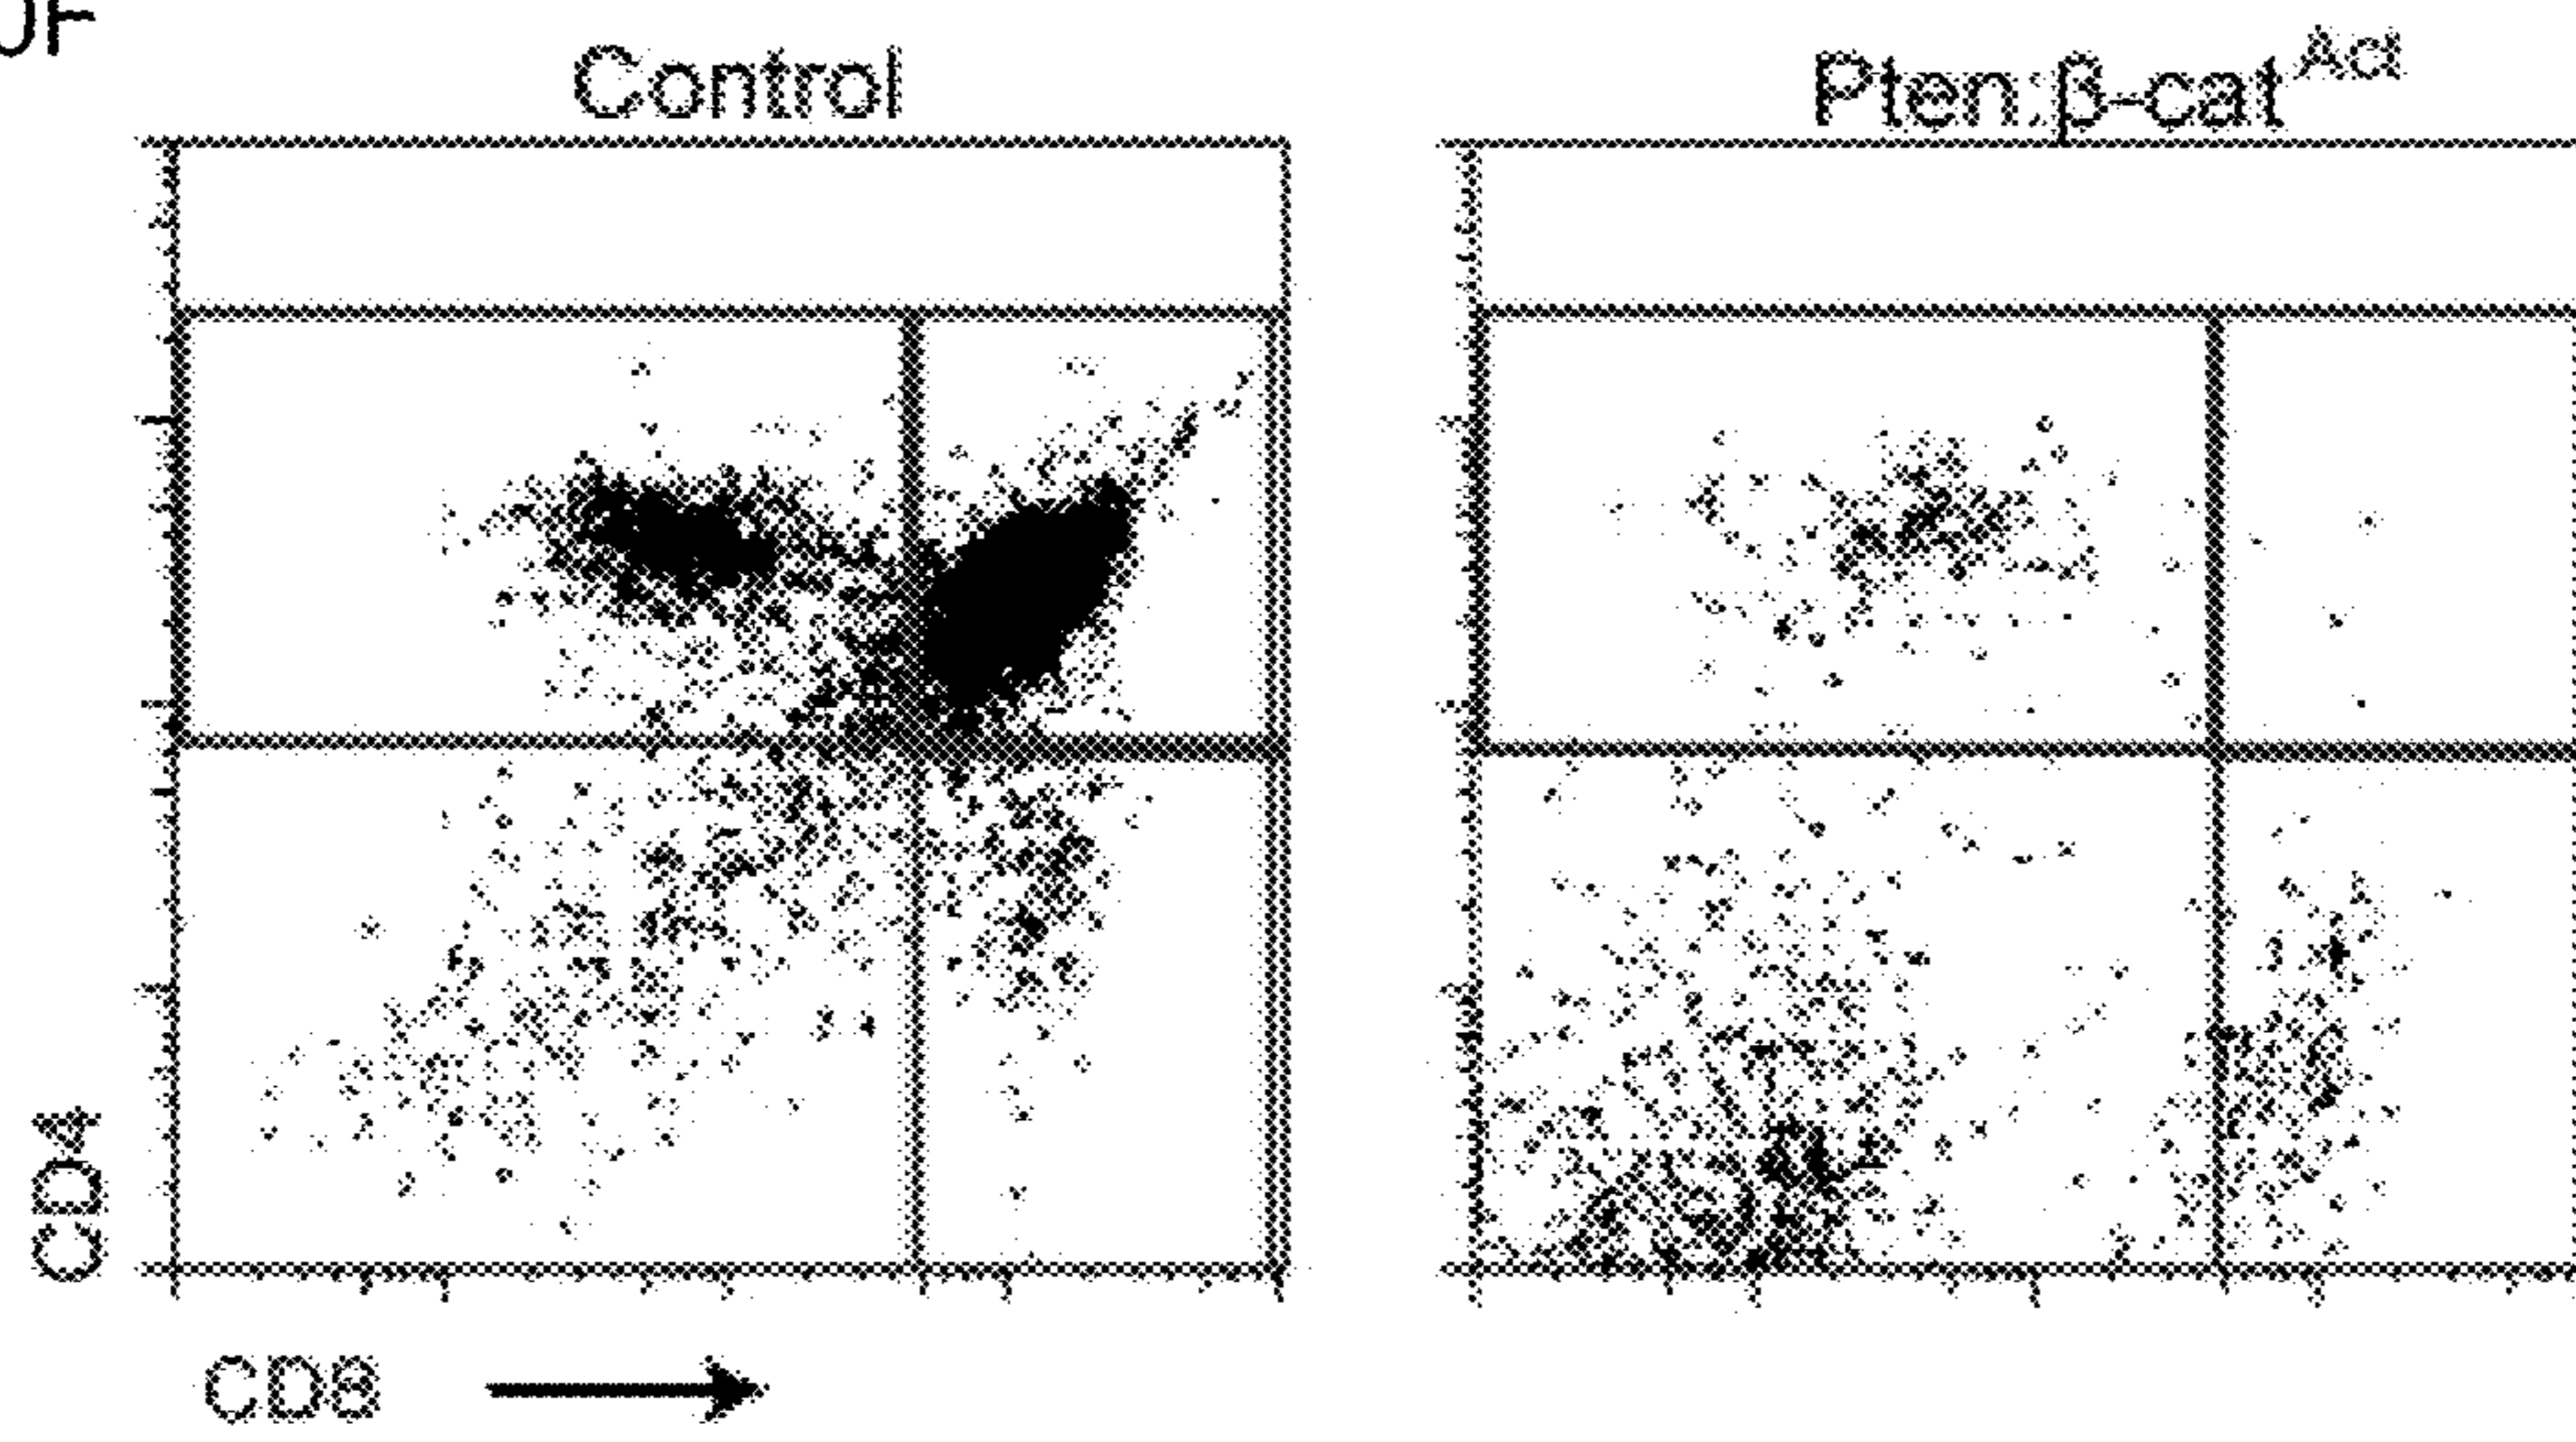 Control
Pten:β-cat Act
CD4
CD8